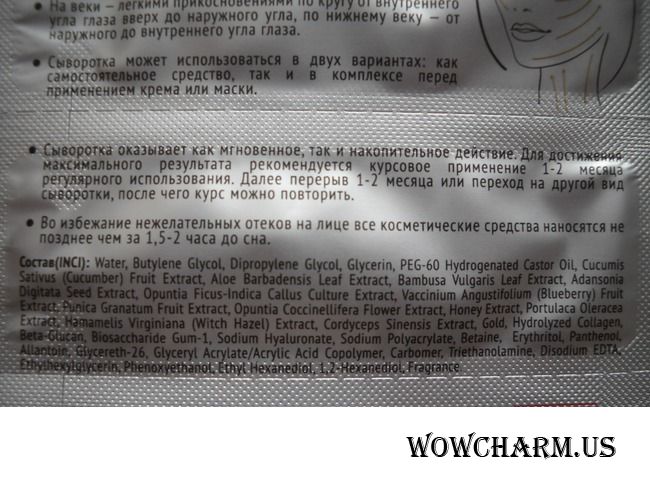 • На веки – легкими прикосновениями по кругу от внутреннего
угла глаза вверх до наружного угла, по нижнему веку – от
наружного до внутреннего угла глаза.
• Сыворотка может использоваться в двух вариантах: как
самостоятельное средство, так и в комплексе перед
применением крема или маски.
• Сыворотка оказывает как мгновенное, так и накопительное действие. Для достижения
максимального результата рекомендуется курсовое применение 1-2 месяца
регулярного использования. Далее перерыв 1-2 месяца или переход на другой вид
сыворотки, после чего курс можно повторить.
• Во избежание нежелательных отеков на лице все косметические средства наносятся не
позднее чем за 1,5-2 часа до сна.
Состав(INCI): Water, Butylene Glycol, Dipropylene Glycol, Glycerin, PEG-60 Hydrogenated Castor Oil, Cucumis
Sativus (Cucumber) Fruit Extract, Aloe Barbadensis Leaf Extract, Bambusa Vulgaris Leaf Extract, Adansonia
Digitata Seed Extract, Opuntia Ficus-Indica Callus Culture Extract, Vaccinium Angustifolium (Blueberry) Fruit
Extract, Punica Granatum Fruit Extract, Opuntia Coccinellifera Flower Extract, Honey Extract, Portulaca Oleracea
Extract, Hamamelis Virginiana (Witch Hazel) Extract, Cordyceps Sinensis Extract, Gold, Hydrolyzed Collagen,
Beta-Glucan, Biosaccharide Gum-1, Sodium Hyaluronate, Sodium Polyacrylate, Betaine, Erythritol, Panthenol,
Allantoin, Glycereth-26, Glyceryl Acrylate/Acrylic Acid Copolymer, Carbomer, Triethanolamine, Disodium EDTA,
Ethylhexylglycerin, Phenoxyethanol, Ethyl Hexanediol, 1,2-Hexanediol, Fragrance.
WOWCHARM.US